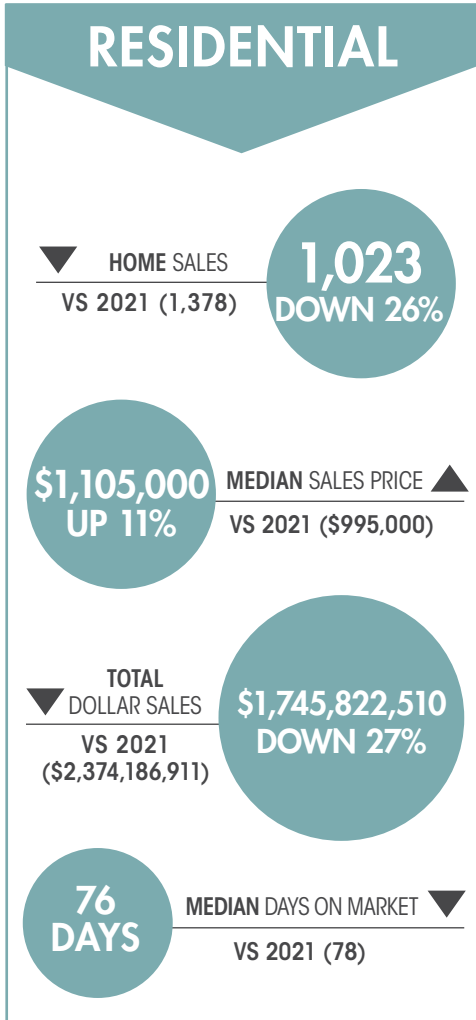 RESIDENTIAL
HOME SALES
VS 2021 (1,378)
1,023
DOWN 26%
$1,105,000
UP 11%
MEDIAN SALES PRICE
VS 2021 ($995,000)
TOTAL
DOLLAR SALES
VS 2021
($2,374,186,911)
$1,745,822,510
DOWN 27%
76
DAYS
MEDIAN DAYS ON MARKET
VS 2021 (78)